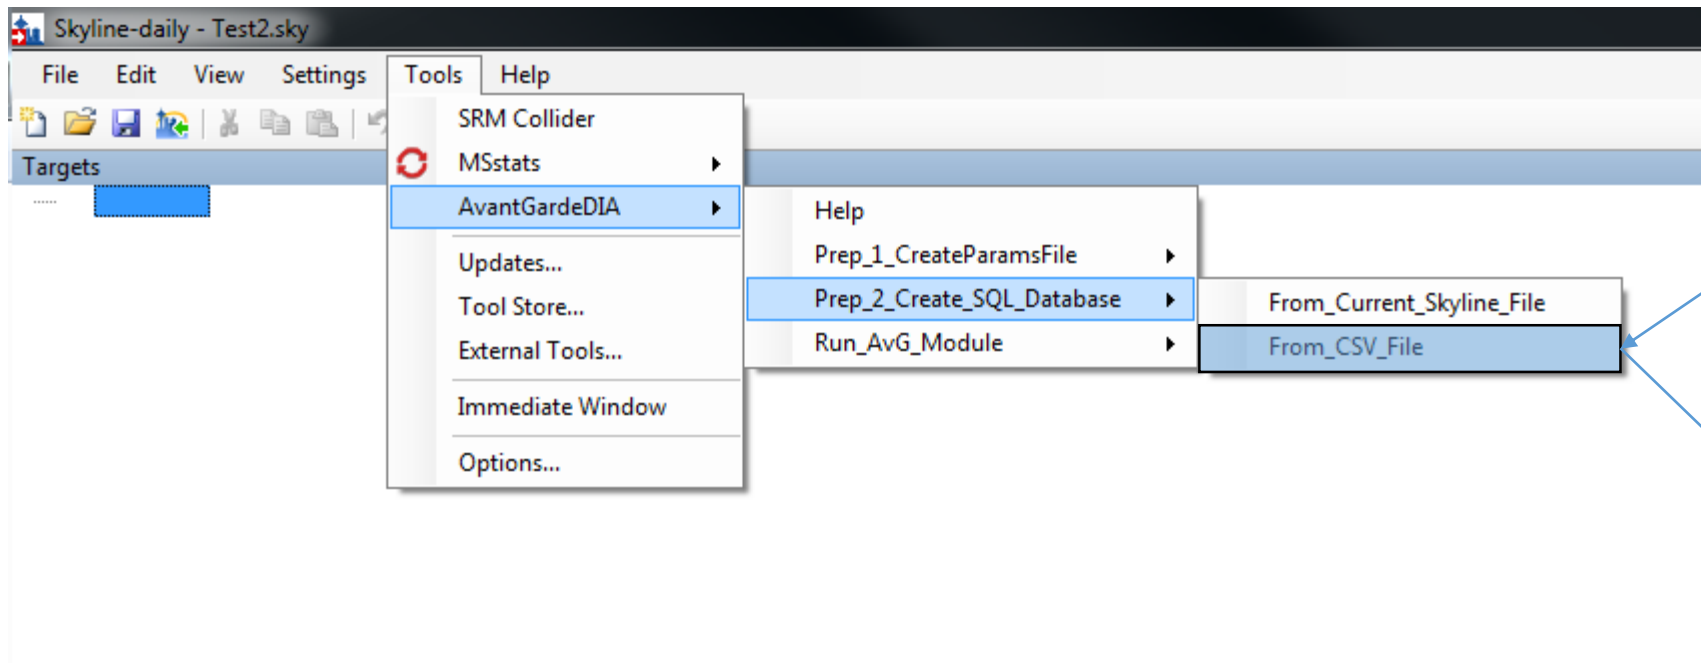 Skyline-daily - Test2.sky
File Edit View Settings Tools Help
SRM Collider
Targets
MSstats
AvantGardeDIA
Help
Prep_1_CreateParamsFile
Updates...
Prep_2_Create_SQL_Database
From_Current_Skyline_File
Tool Store...
Run_AvG_Module
From_CSV_File
External Tools...
Immediate Window
Options...